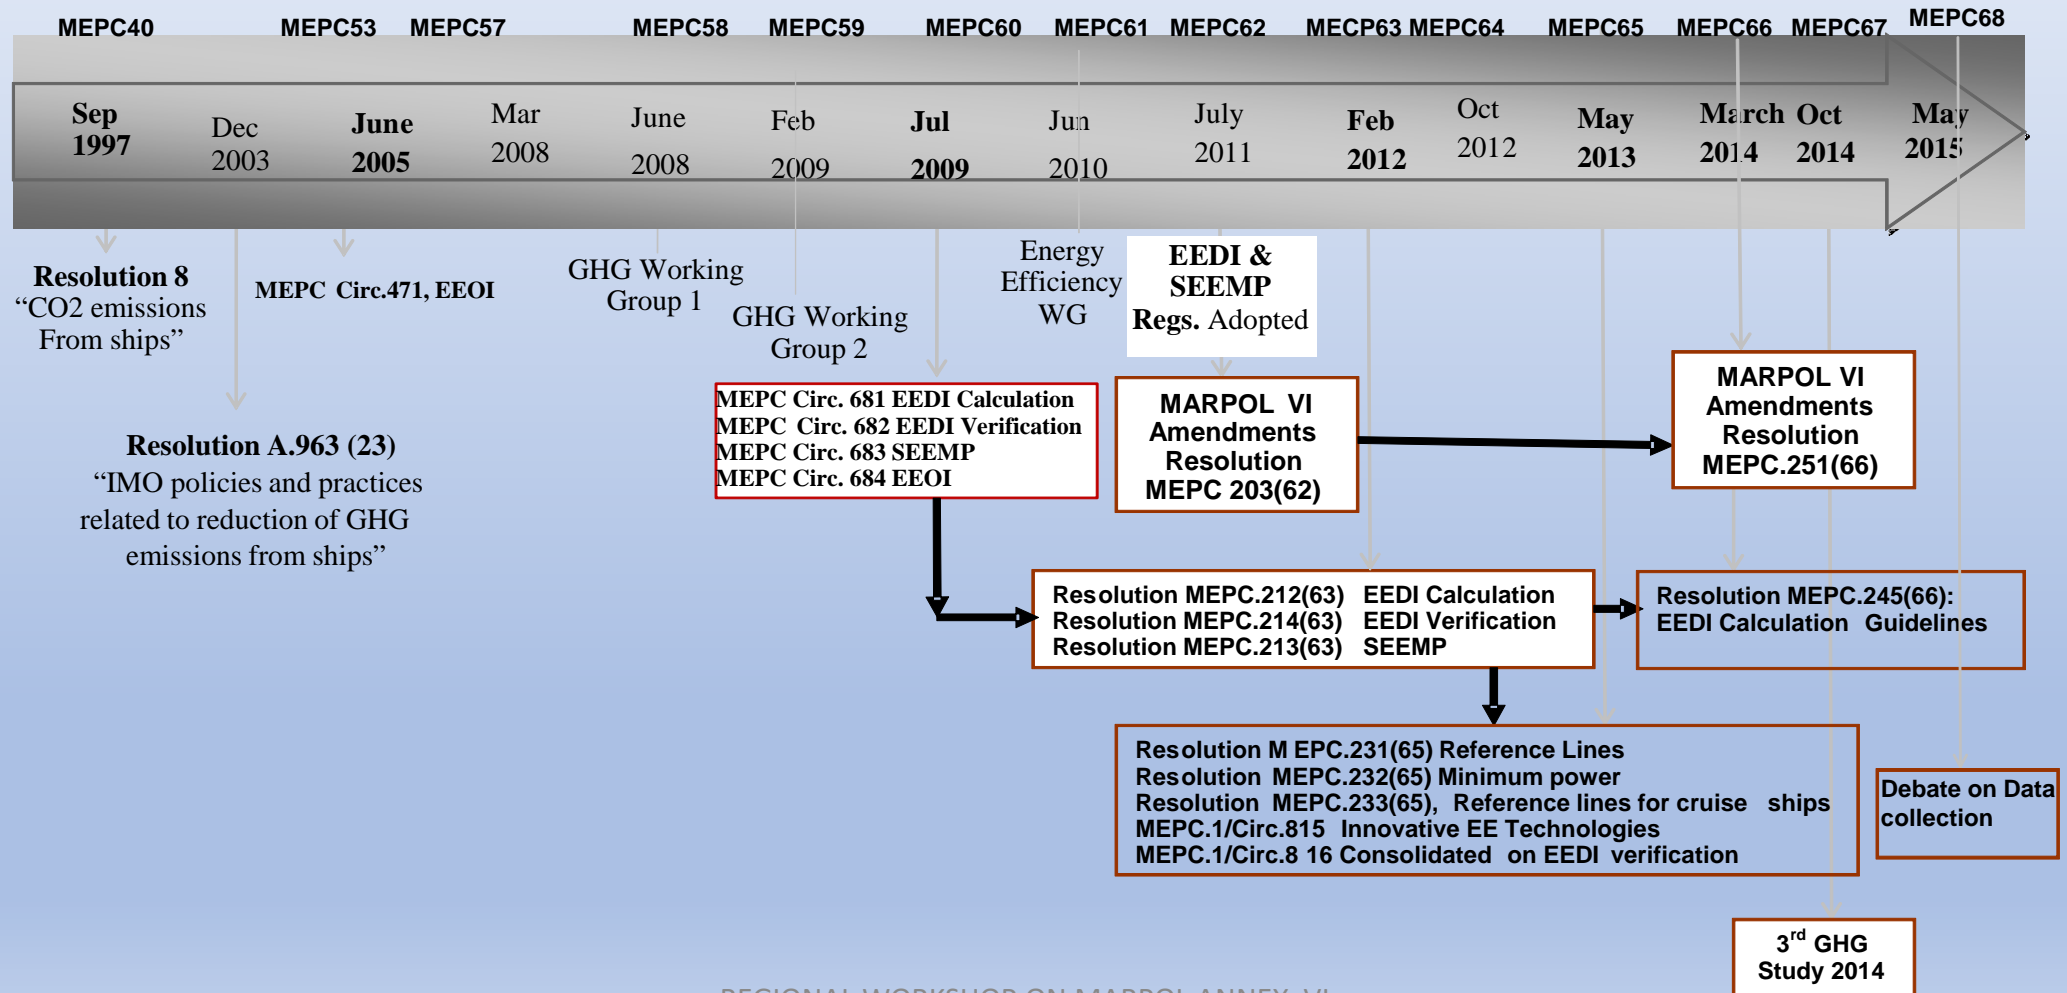 MEPC40 MEPC53 MEPC57 MEPC58 MEPC59 MEPC60 MEPC61 MEPC62 MECP63 MEPC64 MEPC65 MEPC66 MEPC67 MEPC68
Sep
1997
Dec
2003
June
2005
Mar
2008
June
2008
Feb
2009
Jul
2009
Jun
2010
July
2011
Feb
2012
Oct
2012
May
2013
March
2014
Oct
2014
May
2015
Resolution 8
“CO2 emissions
From ships”
MEPC Circ.471, EEOI
GHG Working
Group 1
GHG Working
Group 2
Energy
Efficiency
WG
EEDI &
SEEMP
Regs. Adopted
Resolution A.963 (23)
“IMO policies and practices
related to reduction of GHG
emissions from ships”
MEPC Circ. 681 EEDI Calculation
MEPC Circ. 682 EEDI Verification
MEPC Circ. 683 SEEMP
MEPC Circ. 684 EEOI
MARPOL VI
Amendments
Resolution
MEPC 203(62)
MARPOL VI
Amendments
Resolution
MEPC.251(66)
Resolution MEPC.212(63) EEDI Calculation
Resolution MEPC.214(63) EEDI Verification
Resolution MEPC.213(63) SEEMP
Resolution MEPC.245(66):
EEDI Calculation Guidelines
Resolution M EPC.231(65) Reference Lines
Resolution MEPC.232(65) Minimum power
Resolution MEPC.233(65), Reference lines for cruise ships
MEPC.1/Circ.815 Innovative EE Technologies
MEPC.1/Circ.8 16 Consolidated on EEDI verification
Debate on Data
collection
3rd GHG
Study 2014
REGIONAL WORKSHOP ON MARPOL ANNEX VI